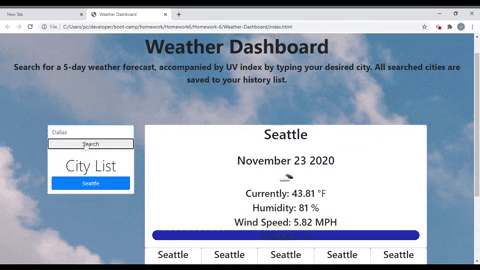 New Tab
Weather Dashboard
File
C:/Users/pc/developer/boot-camp/Homework/Homework6/Homework-6/Weather-Dashboard/index.html
Weather Dashboard
Search for a 5-day weather forecast, accompanied by UV index by typing your desired city. All searched cities are
saved to your history list.
Dallas
Search
City List
Seattle
Seattle
November 23 2020
Currently: 43.81 °F
Humidity: 81 %
Wind Speed: 5.82 MPH
Seattle Seattle Seattle Seattle Seattle